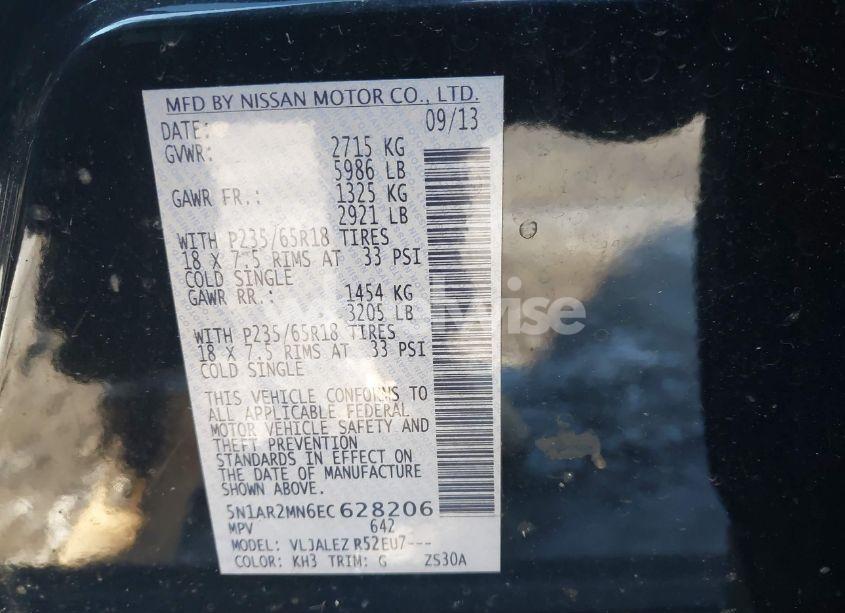 MFD BY NISSAN MOTOR CO., LTD.
DATE: 09/13
GVWR: 2715 KG
5986 LB
GAWR FR.: 1325 KG
2921 LB
WITH P235/65R18 TIRES
18 X 7.5 RIMS AT 33 PSI
COLD SINGLE
GAWR RR.: 1454 KG
3205 LB
WITH P235/65R18 TIRES
18 X 7.5 RIMS AT 33 PSI
COLD SINGLE
THIS VEHICLE CONFORMS TO
ALL APPLICABLE FEDERAL
MOTOR VEHICLE SAFETY AND
THEFT PREVENTION
STANDARDS IN EFFECT ON
THE DATE OF MANUFACTURE
SHOWN ABOVE.
5N1AR2MN6EC628206
MPV 642
MODEL: VLJALEZ R52EU7---
COLOR: KH3 TRIM: G ZS30A